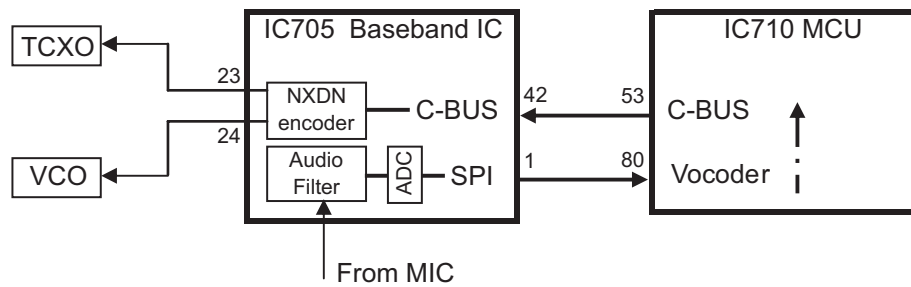 IC705 Baseband IC
IC710 MCU
TCXO
23
NXDN
encoder
C-BUS
42
53
C-BUS
24
VCO
Audio
Filter
ADC
SPI
1
80
Vocoder
From MIC